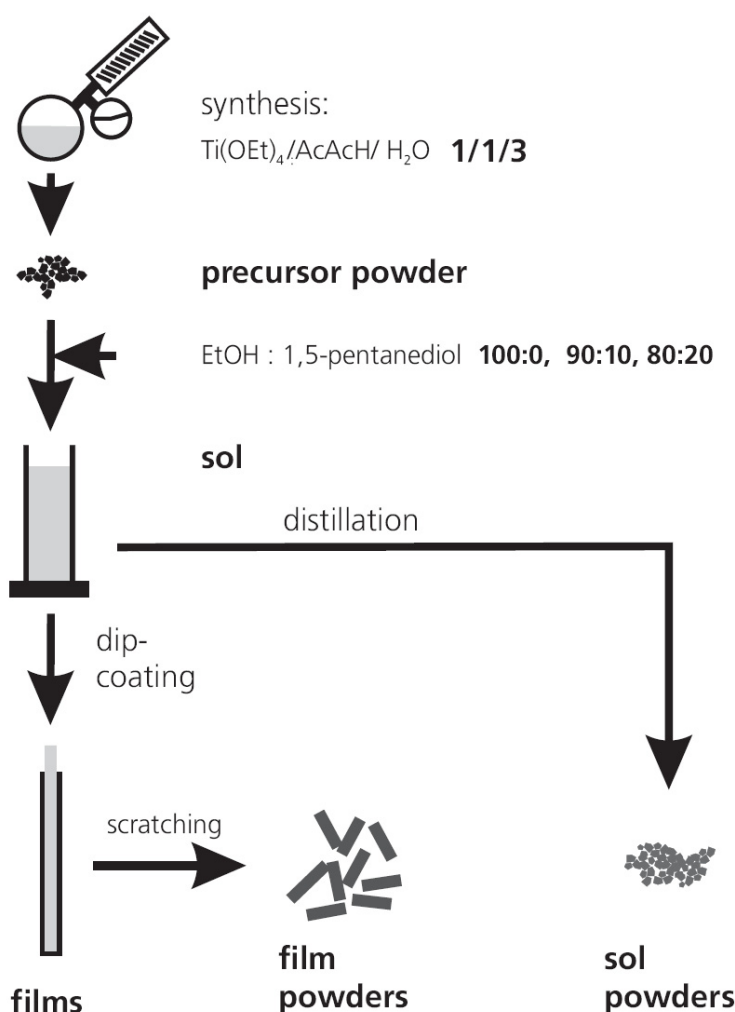 synthesis:
Ti(OEt)₄/AcAcH/ H₂O 1/1/3
precursor powder
EtOH : 1,5-pentanediol 100:0, 90:10, 80:20
sol
distillation
dip-
coating
scratching
film
powders
sol
powders
films